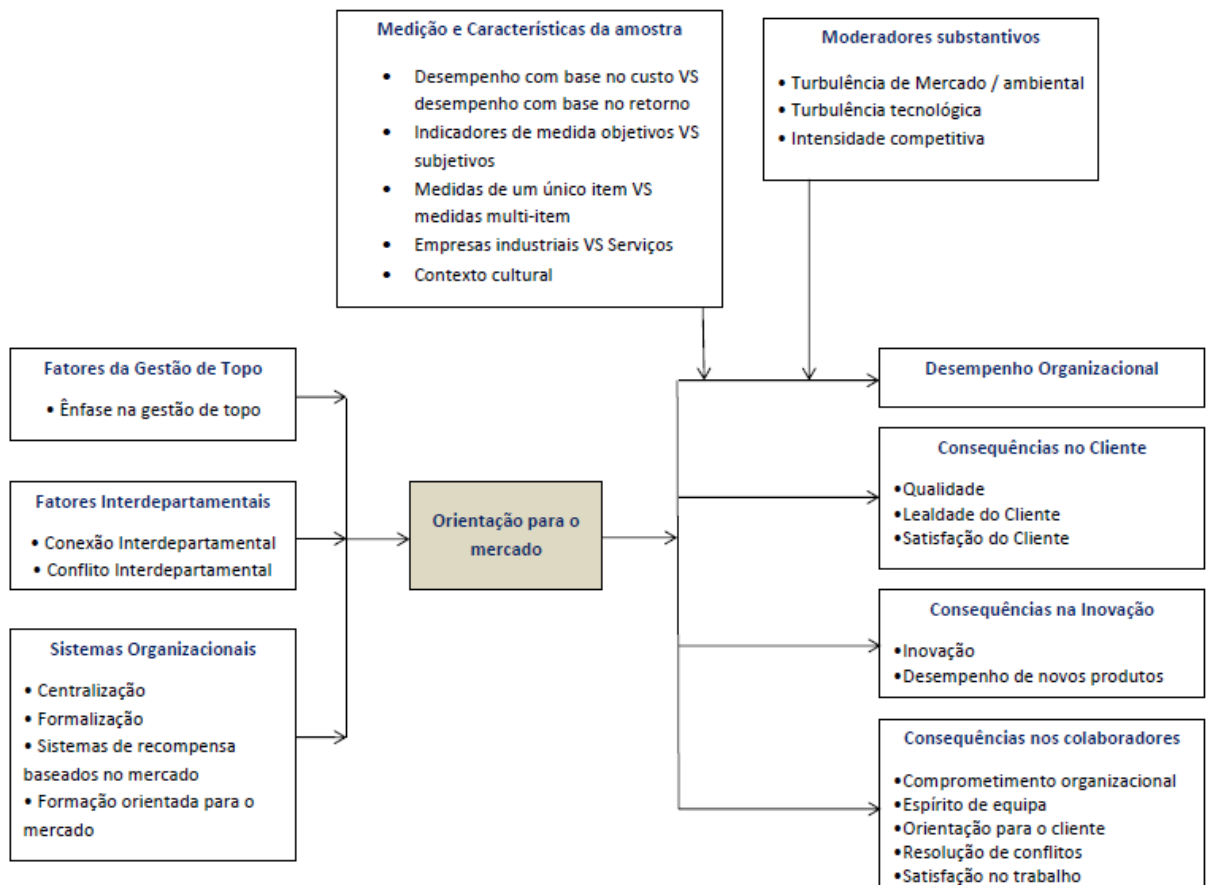 Medição e Características da amostra
• Desempenho com base no custo VS
desempenho com base no retorno
• Indicadores de medida objetivos VS
subjetivos
• Medidas de um único item VS
medidas multi-item
• Empresas industriais VS Serviços
• Contexto cultural
Moderadores substantivos
• Turbulência de Mercado / ambiental
• Turbulência tecnológica
• Intensidade competitiva
Fatores da Gestão de Topo
• Ênfase na gestão de topo
Fatores Interdepartamentais
• Conexão Interdepartamental
• Conflito Interdepartamental
Sistemas Organizacionais
• Centralização
• Formalização
• Sistemas de recompensa
baseados no mercado
• Formação orientada para o
mercado
Orientação para o
mercado
Desempenho Organizacional
Consequências no Cliente
•Qualidade
•Lealdade do Cliente
•Satisfação do Cliente
Consequências na Inovação
•Inovação
•Desempenho de novos produtos
Consequências nos colaboradores
•Comprometimento organizacional
•Espírito de equipa
•Orientação para o cliente
•Resolução de conflitos
•Satisfação no trabalho